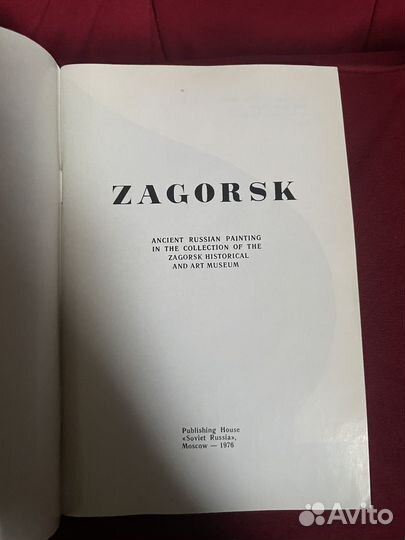 ZAGORSK
ANCIENT RUSSIAN PAINTING
IN THE COLLECTION OF THE
ZAGORSK HISTORICAL
AND ART MUSEUM
Publishing House
«Soviet Russia»,
Moscow — 1976
Avito